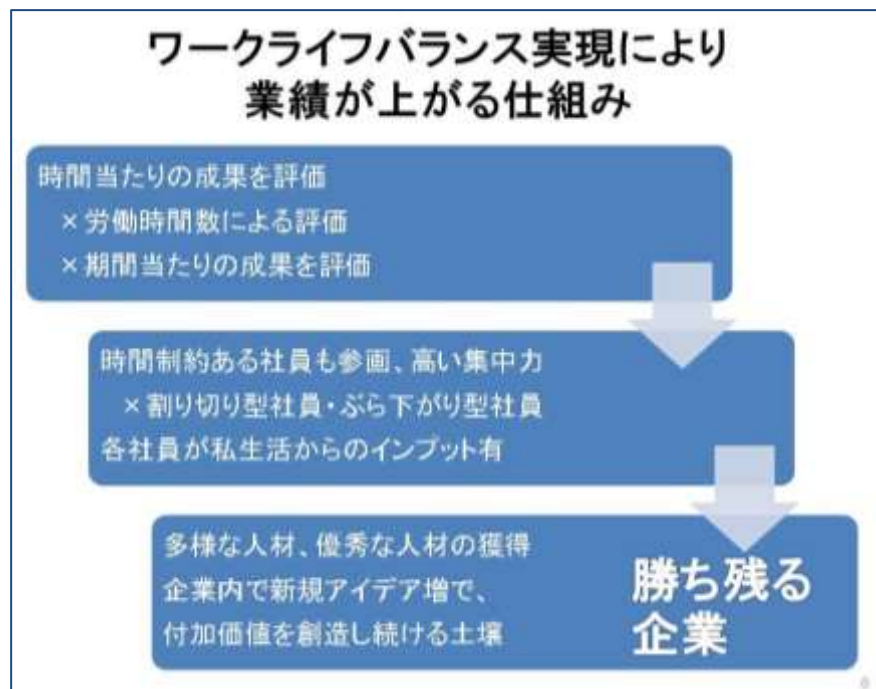 ワークライフバランス実現により
業績が上がる仕組み
時間当たりの成果を評価
×労働時間数による評価
×期間当たりの成果を評価
時間制約ある社員も参画、高い集中力
×割り切り型社員・ぶら下がり型社員
各社員が私生活からのインプット有
多様な人材、優秀な人材の獲得
企業内で新規アイデア増で、
付加価値を創造し続ける土壌
勝ち残る
企業